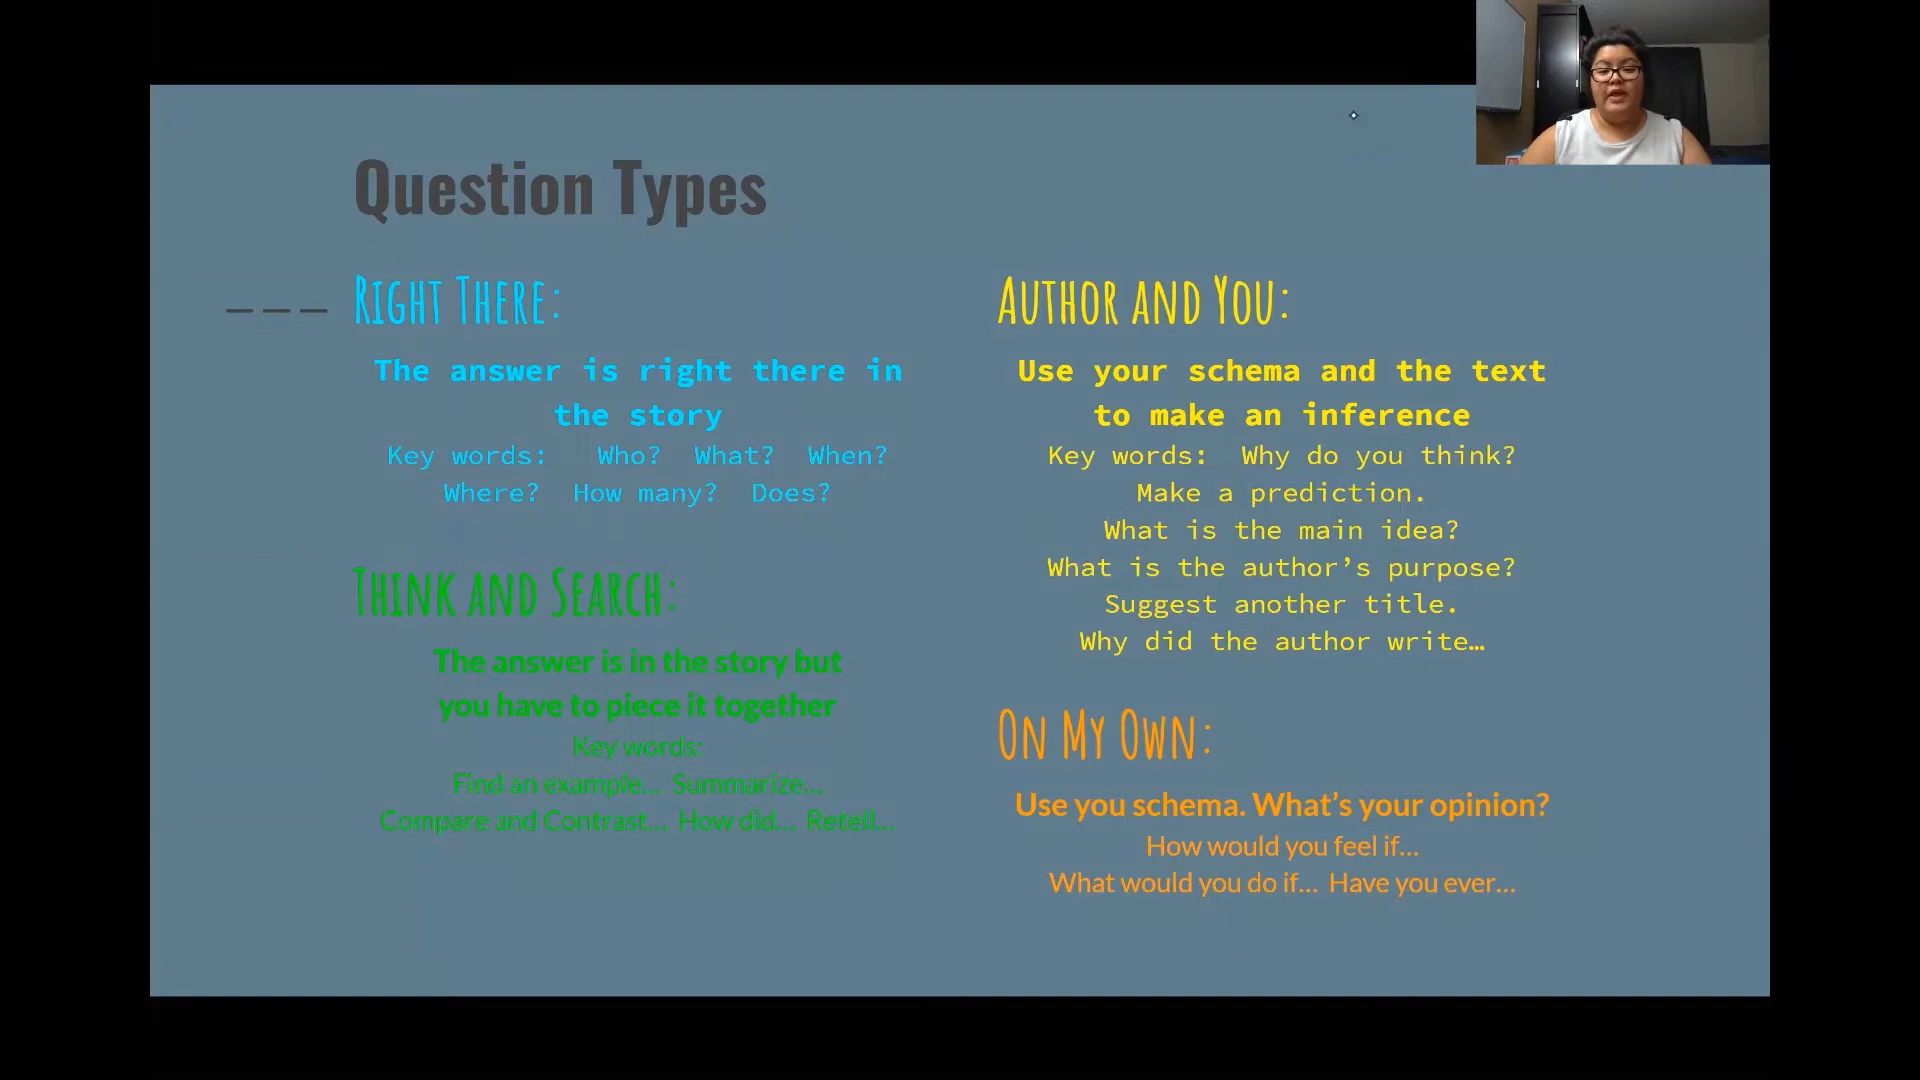 Question Types
Right There:
The answer is right there in
the story
Key words: Who? What? When?
Where? How many? Does?
Think and Search:
The answer is in the story but
you have to piece it together
Key words:
Find an example... Summarize...
Compare and Contrast... How did... Retell...
Author and You:
Use your schema and the text
to make an inference
Key words: Why do you think?
Make a prediction.
What is the main idea?
What is the author’s purpose?
Suggest another title.
Why did the author write…
On My Own:
Use you schema. What’s your opinion?
How would you feel if...
What would you do if... Have you ever...